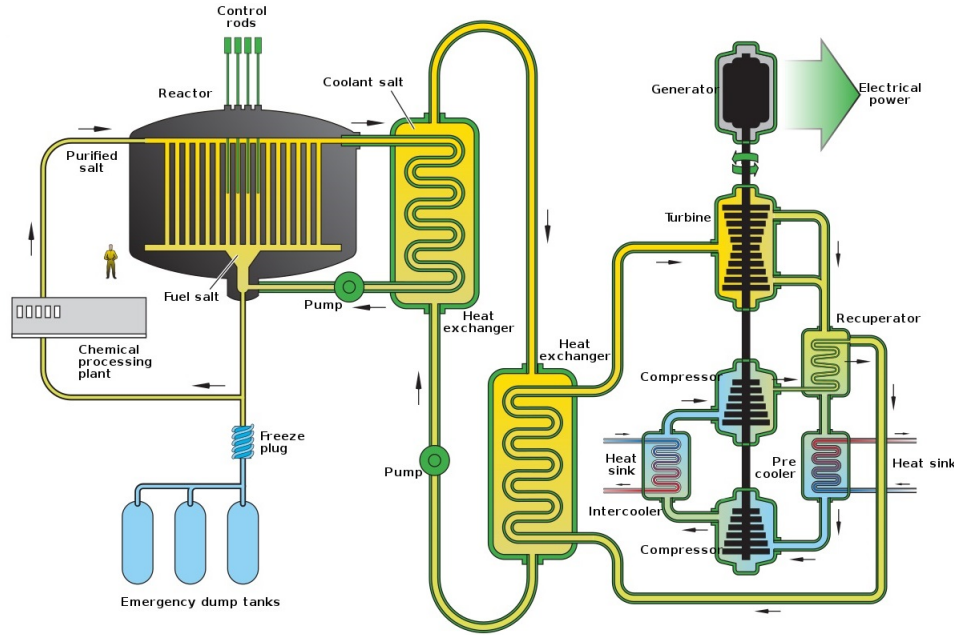 Control
rods
Reactor
Coolant salt
Purified
salt
Fuel salt
Pump
Heat
exchanger
Chemical
processing
plant
Freeze
plug
Emergency dump tanks
Pump
Heat
exchanger
Generator
Electrical
power
Turbine
Recuperator
Compressor
Heat
sink
Intercooler
Pre
cooler
Heat sink
Compressor